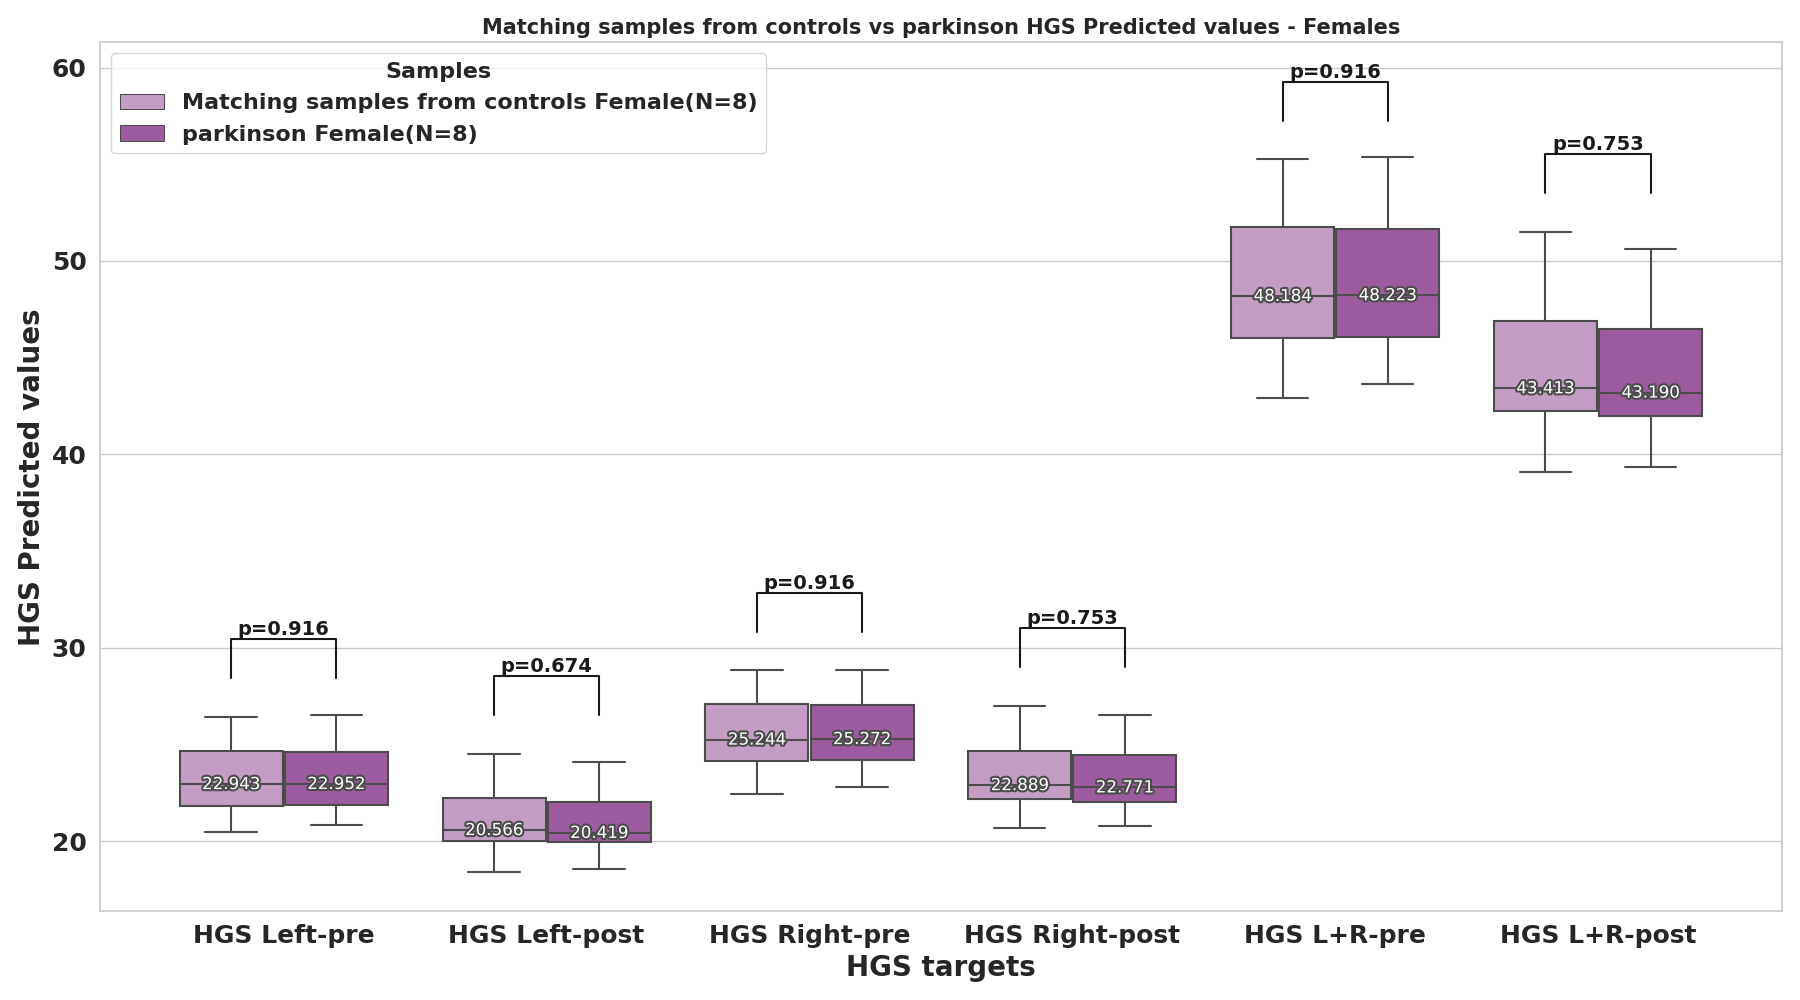 Matching samples from controls vs parkinson HGS Predicted values - Females
Samples
Matching samples from controls Female(N=8)
parkinson Female(N=8)
HGS Predicted values
60
50
40
30
20
p=0.916
p=0.674
p=0.916
p=0.753
p=0.916
p=0.753
22.943
22.952
20.566
20.419
25.244
25.272
22.889
22.771
48.184
48.223
43.413
43.190
HGS Left-pre
HGS Left-post
HGS Right-pre
HGS Right-post
HGS L+R-pre
HGS L+R-post
HGS targets